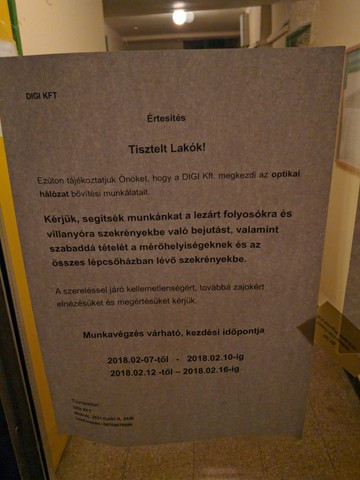 DIGI KFT
Értesítés
Tisztelt Lakók!
Ezúton tájékoztatjuk Önöket, hogy a DIGI Kft. megkezdi az optikai
hálózat bővítési munkálatait.
Kérjük, segítsék munkánkat a lezárt folyosókra és
villanyóra szekrényekbe való bejutást, valamint
szabaddá tételét a mérőhelyiségeknek és az
összes lépcsőházban lévő szekrényekbe.
A szereléssel járó kellemetlenségért, továbbá zajokért
elnézésüket és megértésüket kérjük.
Munkavégzés várható, kezdési időpontja
2018.02-07-től - 2018.02.10-ig
2018.02.12 -től – 2018.02.16-ig
DIGI KFT